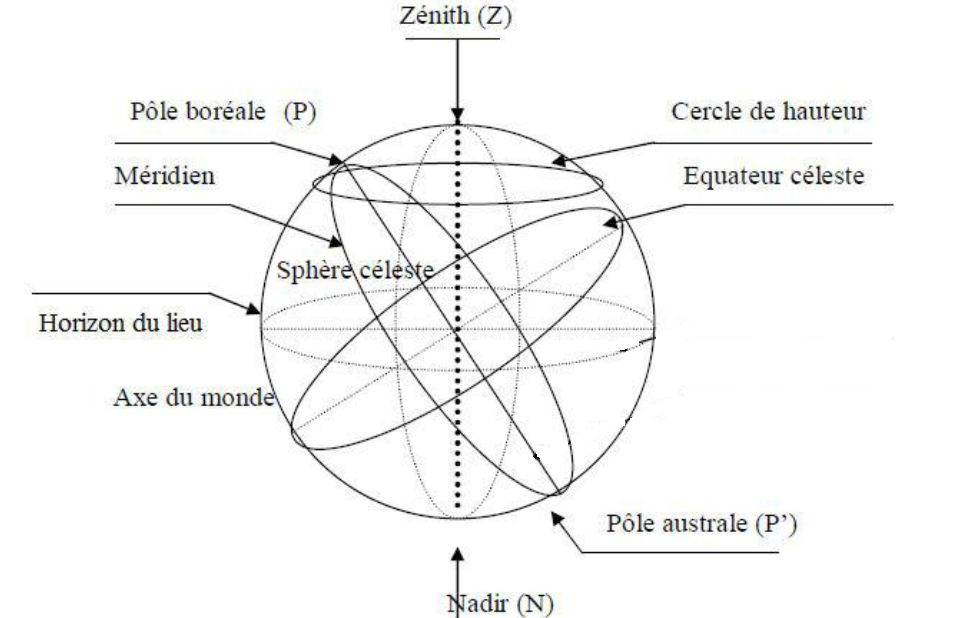 Zénith (Z)
Pôle boréale (P)
Cercle de hauteur
Méridien
Equateur céleste
Sphère céleste
Horizon du lieu
Axe du monde
Pôle australe (P’)
Nadir (N)